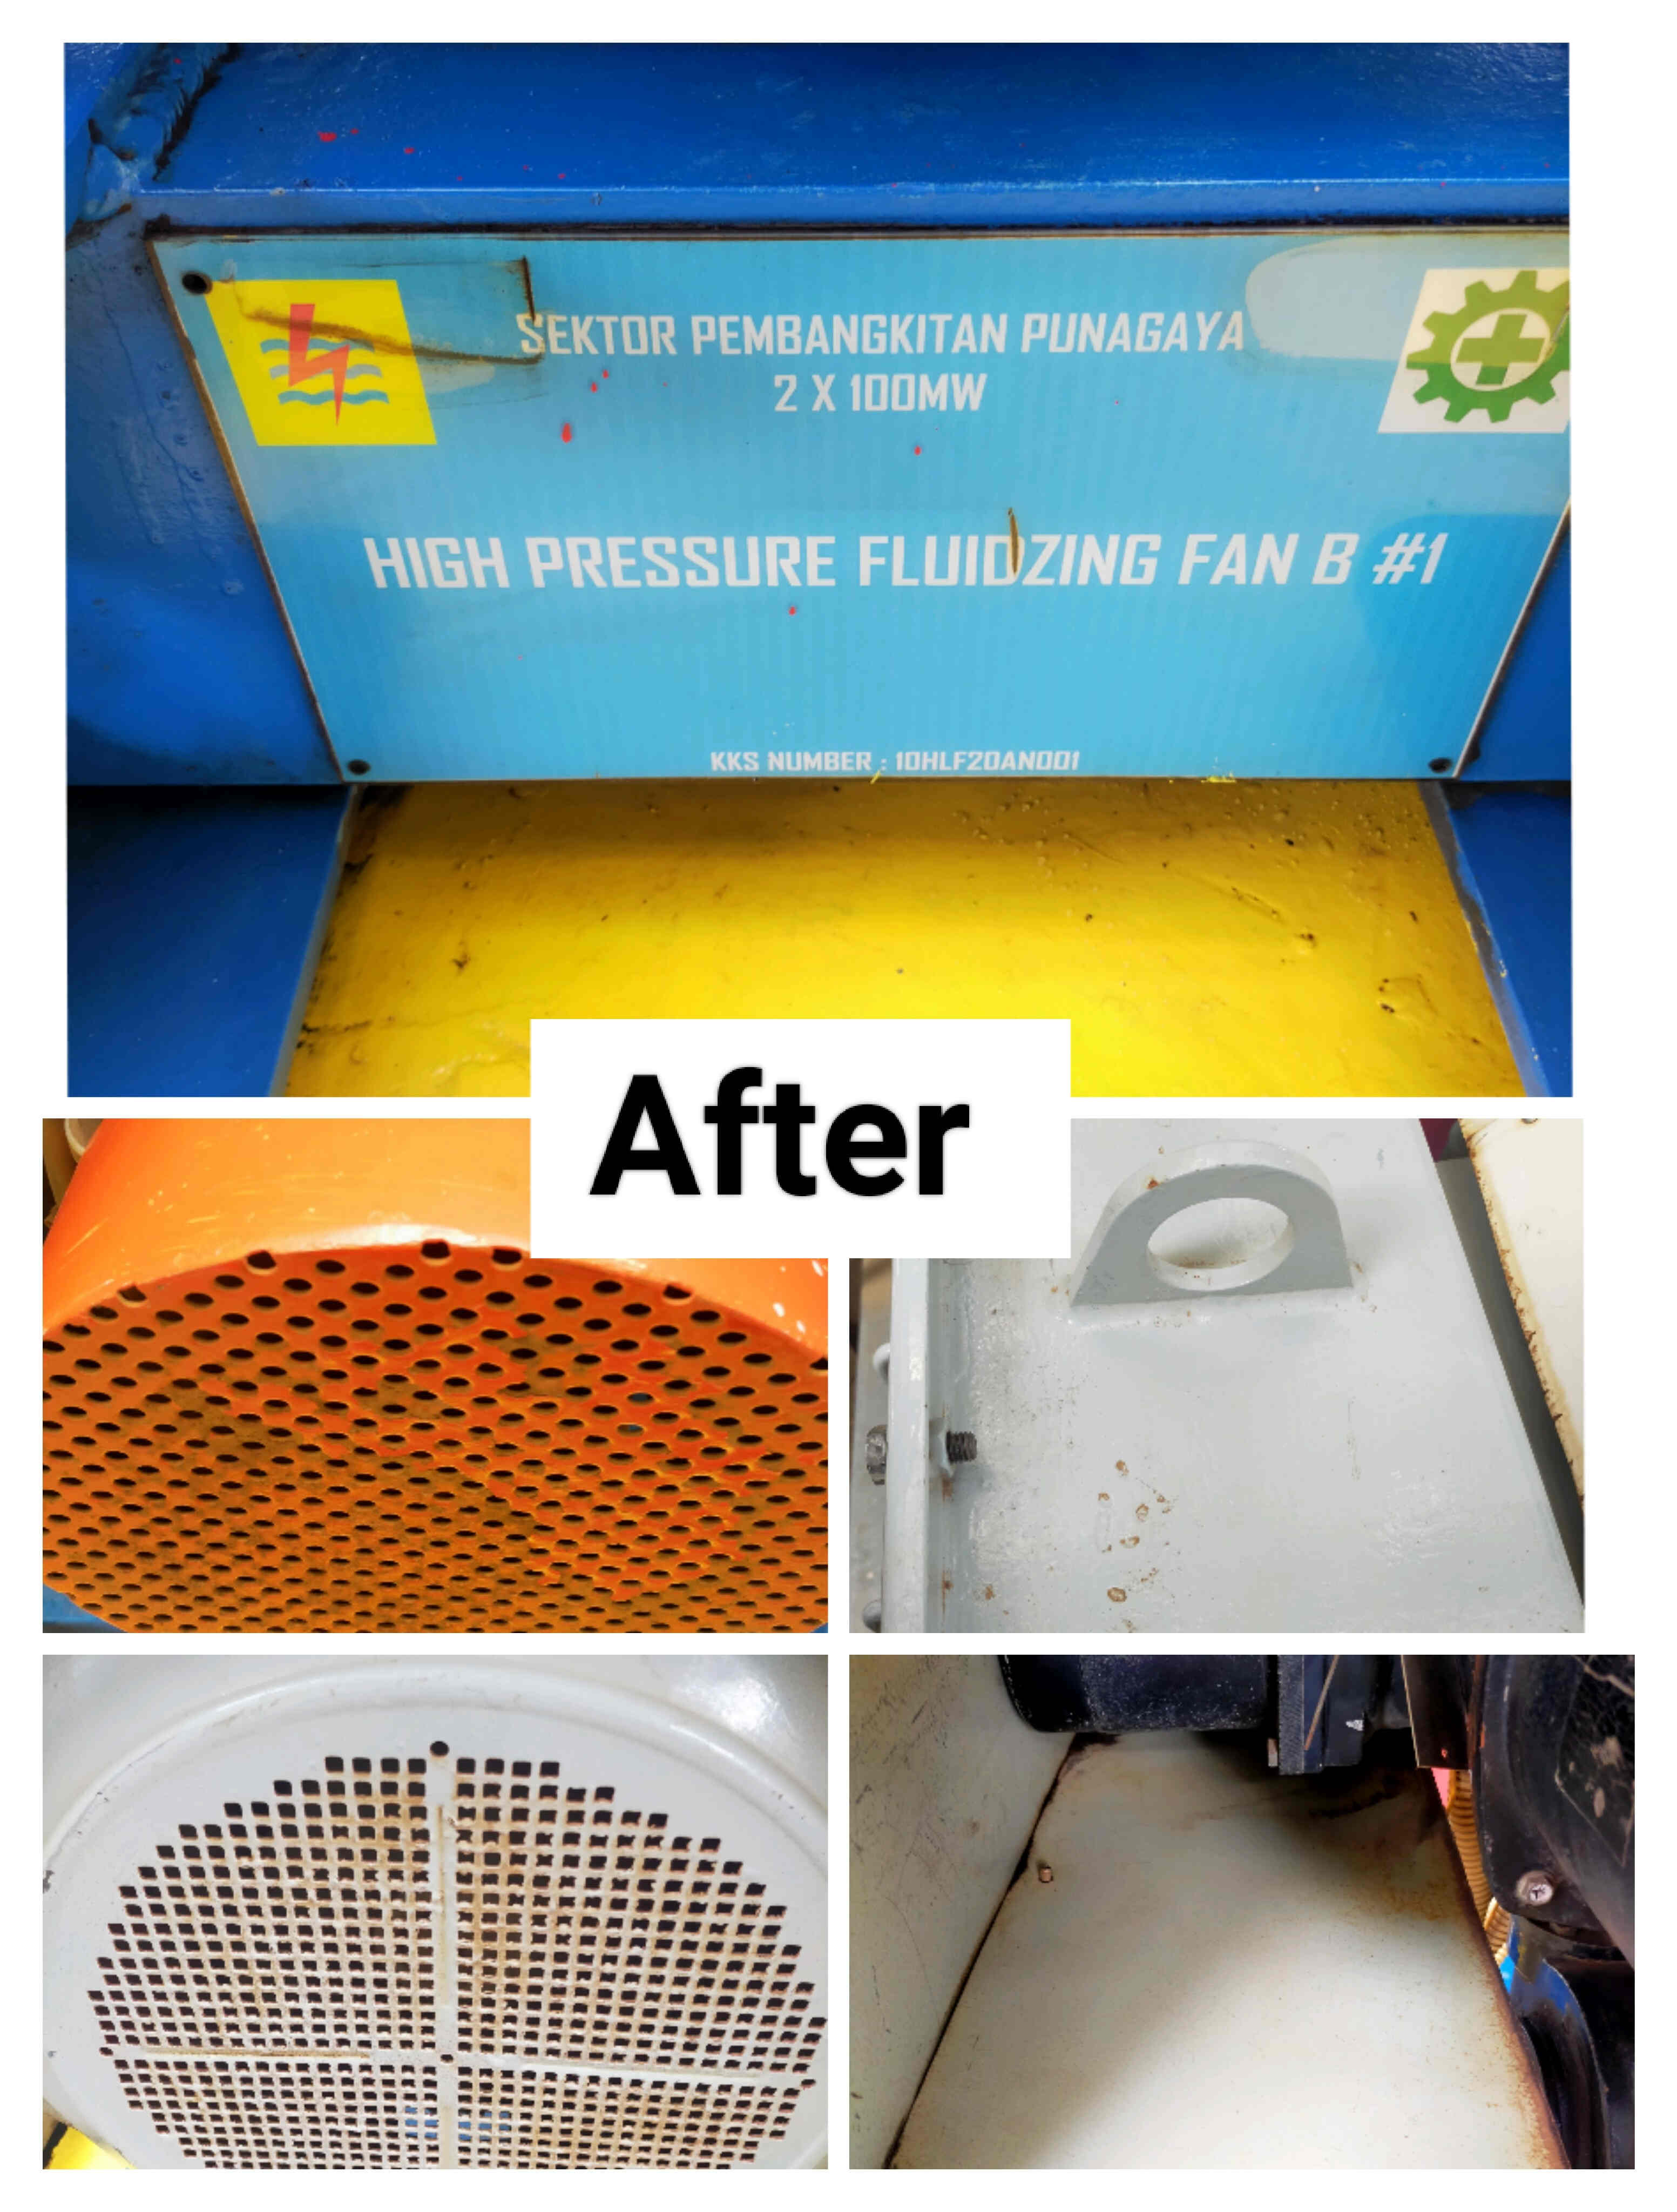 SEKTOR PEMBANGKITAN PUNAGAYA
2 X 100MW
HIGH PRESSURE FLUIDZING FAN B #1
KKS NUMBER : 10HLF20AN001
After